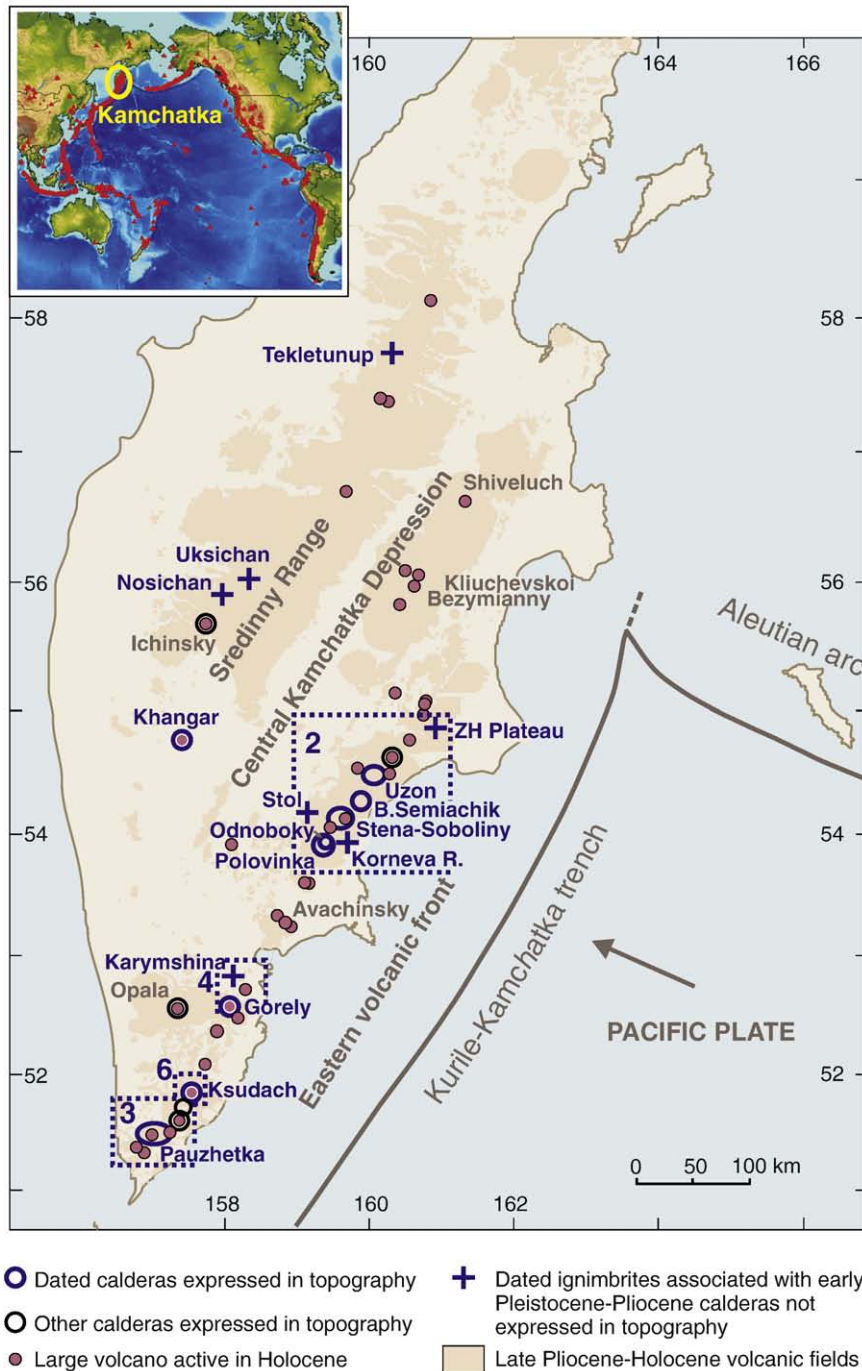 Kamchatka
160
164
166
58
58
Tekletunup
Shiveluch
Uksichan
Nosichan
Sredinny Range
Central Kamchatka Depression
56
56
Kliuchevskoi
Bezymianny
Ichinsky
Aleutian arc
Khangar
2
ZH Plateau
Stol
Uzon
B.Semiachik
54
54
Odnoboky
Stena-Soboliny
Polovinka
Korneva R.
Avachinsky
Eastern volcanic front
Kurile-Kamchatka trench
Karymshina
4
Opala
Gorely
PACIFIC PLATE
52
52
6
Ksudach
3
Pauzhetka
0 50 100 km
158
160
162
Dated calderas expressed in topography
Other calderas expressed in topography
Large volcano active in Holocene
Dated ignimbrites associated with early
Pleistocene-Pliocene calderas not
expressed in topography
Late Pliocene-Holocene volcanic fields